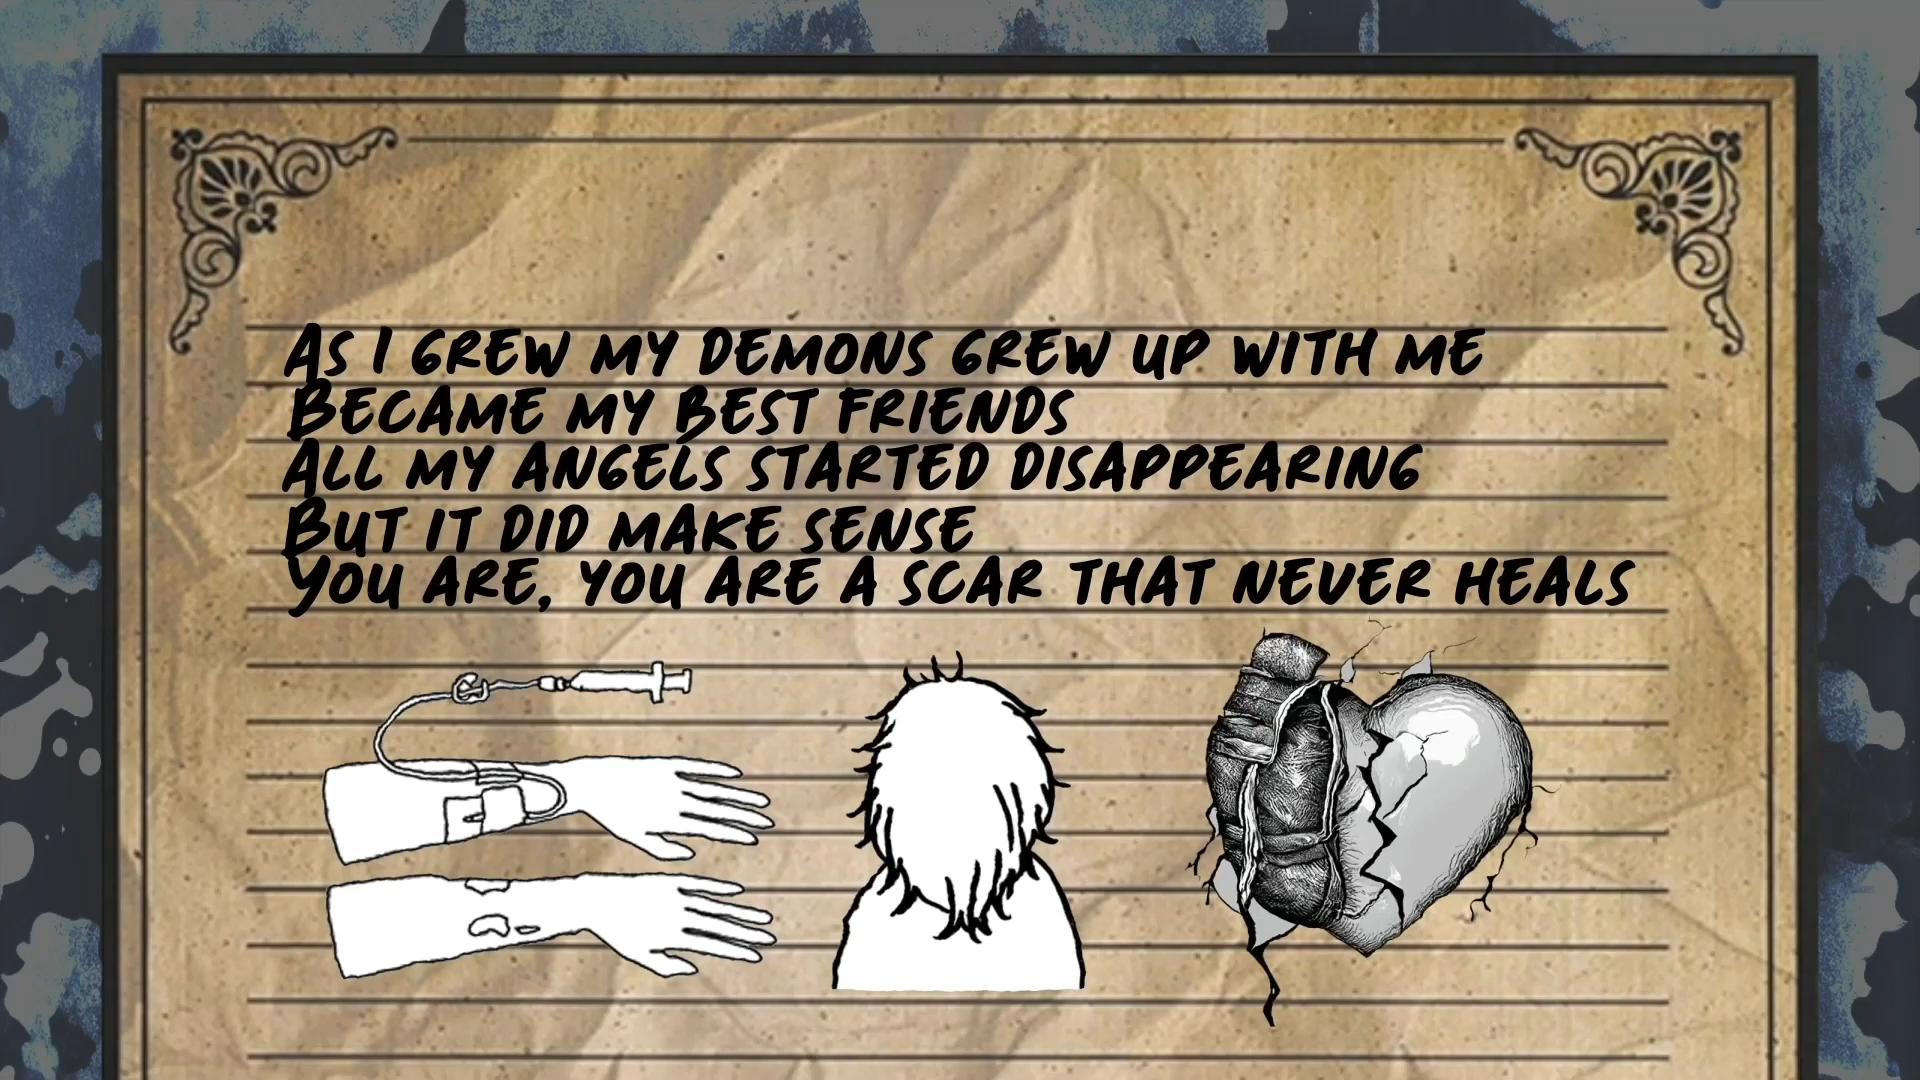 AS I GREW MY DEMONS GREW UP WITH ME
BECAME MY BEST FRIENDS
ALL MY ANGELS STARTED DISAPPEARING
BUT IT DID MAKE SENSE
YOU ARE, YOU ARE A SCAR THAT NEVER HEALS